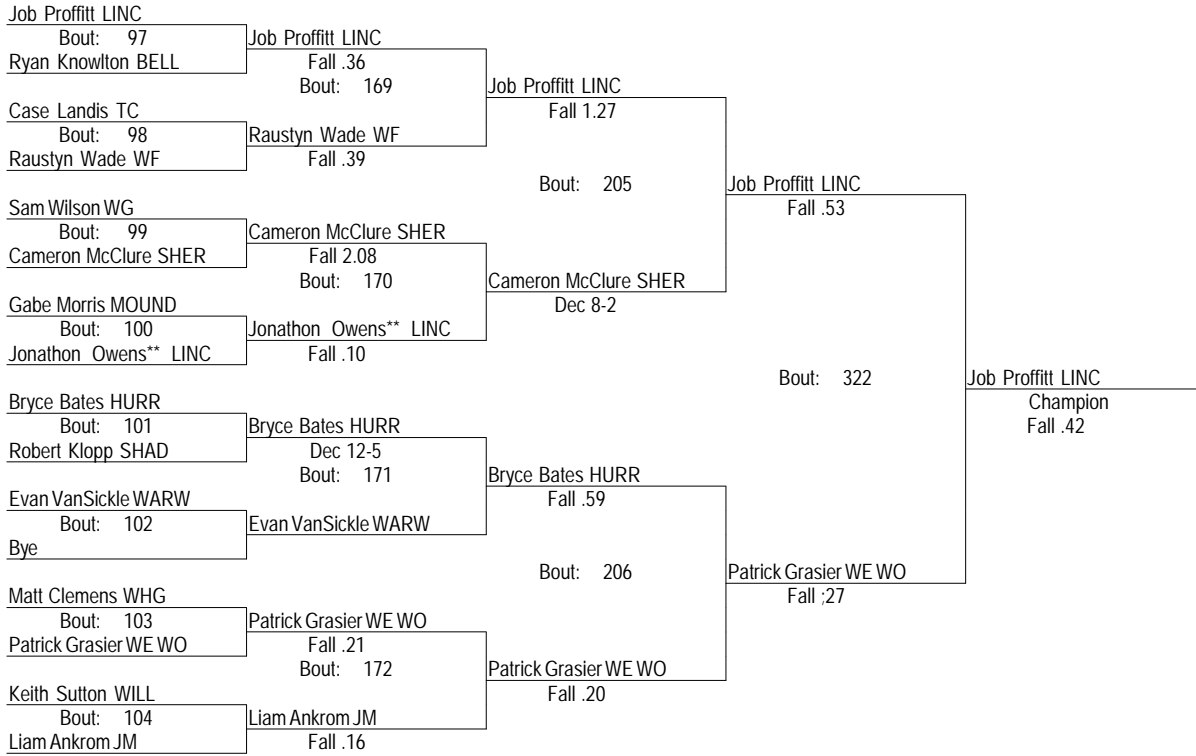 Job Proffitt LINC
Bout: 97
Job Proffitt LINC
Ryan Knowlton BELL
Fall .36
Bout: 169
Job Proffitt LINC
Case Landis TC
Fall 1.27
Bout: 98
Raustyn Wade WF
Raustyn Wade WF
Fall .39
Bout: 205
Job Proffitt LINC
Sam Wilson WG
Fall .53
Bout: 99
Cameron McClure SHER
Cameron McClure SHER
Fall 2.08
Bout: 170
Cameron McClure SHER
Gabe Morris MOUND
Dec 8-2
Bout: 100
Jonathon Owens** LINC
Jonathon Owens** LINC
Fall .10
Bout: 322
Job Proffitt LINC
Bryce Bates HURR
Champion
Bout: 101
Bryce Bates HURR
Fall .42
Robert Klopp SHAD
Dec 12-5
Bout: 171
Bryce Bates HURR
Evan VanSickle WARW
Fall .59
Bout: 102
Evan VanSickle WARW
Bye
Bout: 206
Patrick Grasier WE WO
Matt Clemens WHG
Fall ;27
Bout: 103
Patrick Grasier WE WO
Patrick Grasier WE WO
Fall .21
Bout: 172
Patrick Grasier WE WO
Keith Sutton WILL
Fall .20
Bout: 104
Liam Ankrom JM
Liam Ankrom JM
Fall .16